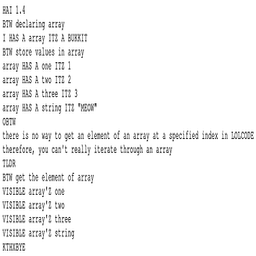 HAI 1.4
BTW declaring array
I HAS A array ITZ A BUKKIT
BTW store values in array
array HAS A one ITZ 1
array HAS A two ITZ 2
array HAS A three ITZ 3
array HAS A string ITZ "MEOW"
OBTW
there is no way to get an element of an array at a specified index in LOLCODE
therefore, you can't really iterate through an array
TLDR
BTW get the element of array
VISIBLE array'Z one
VISIBLE array'Z two
VISIBLE array'Z three
VISIBLE array'Z string
KTHXBYE